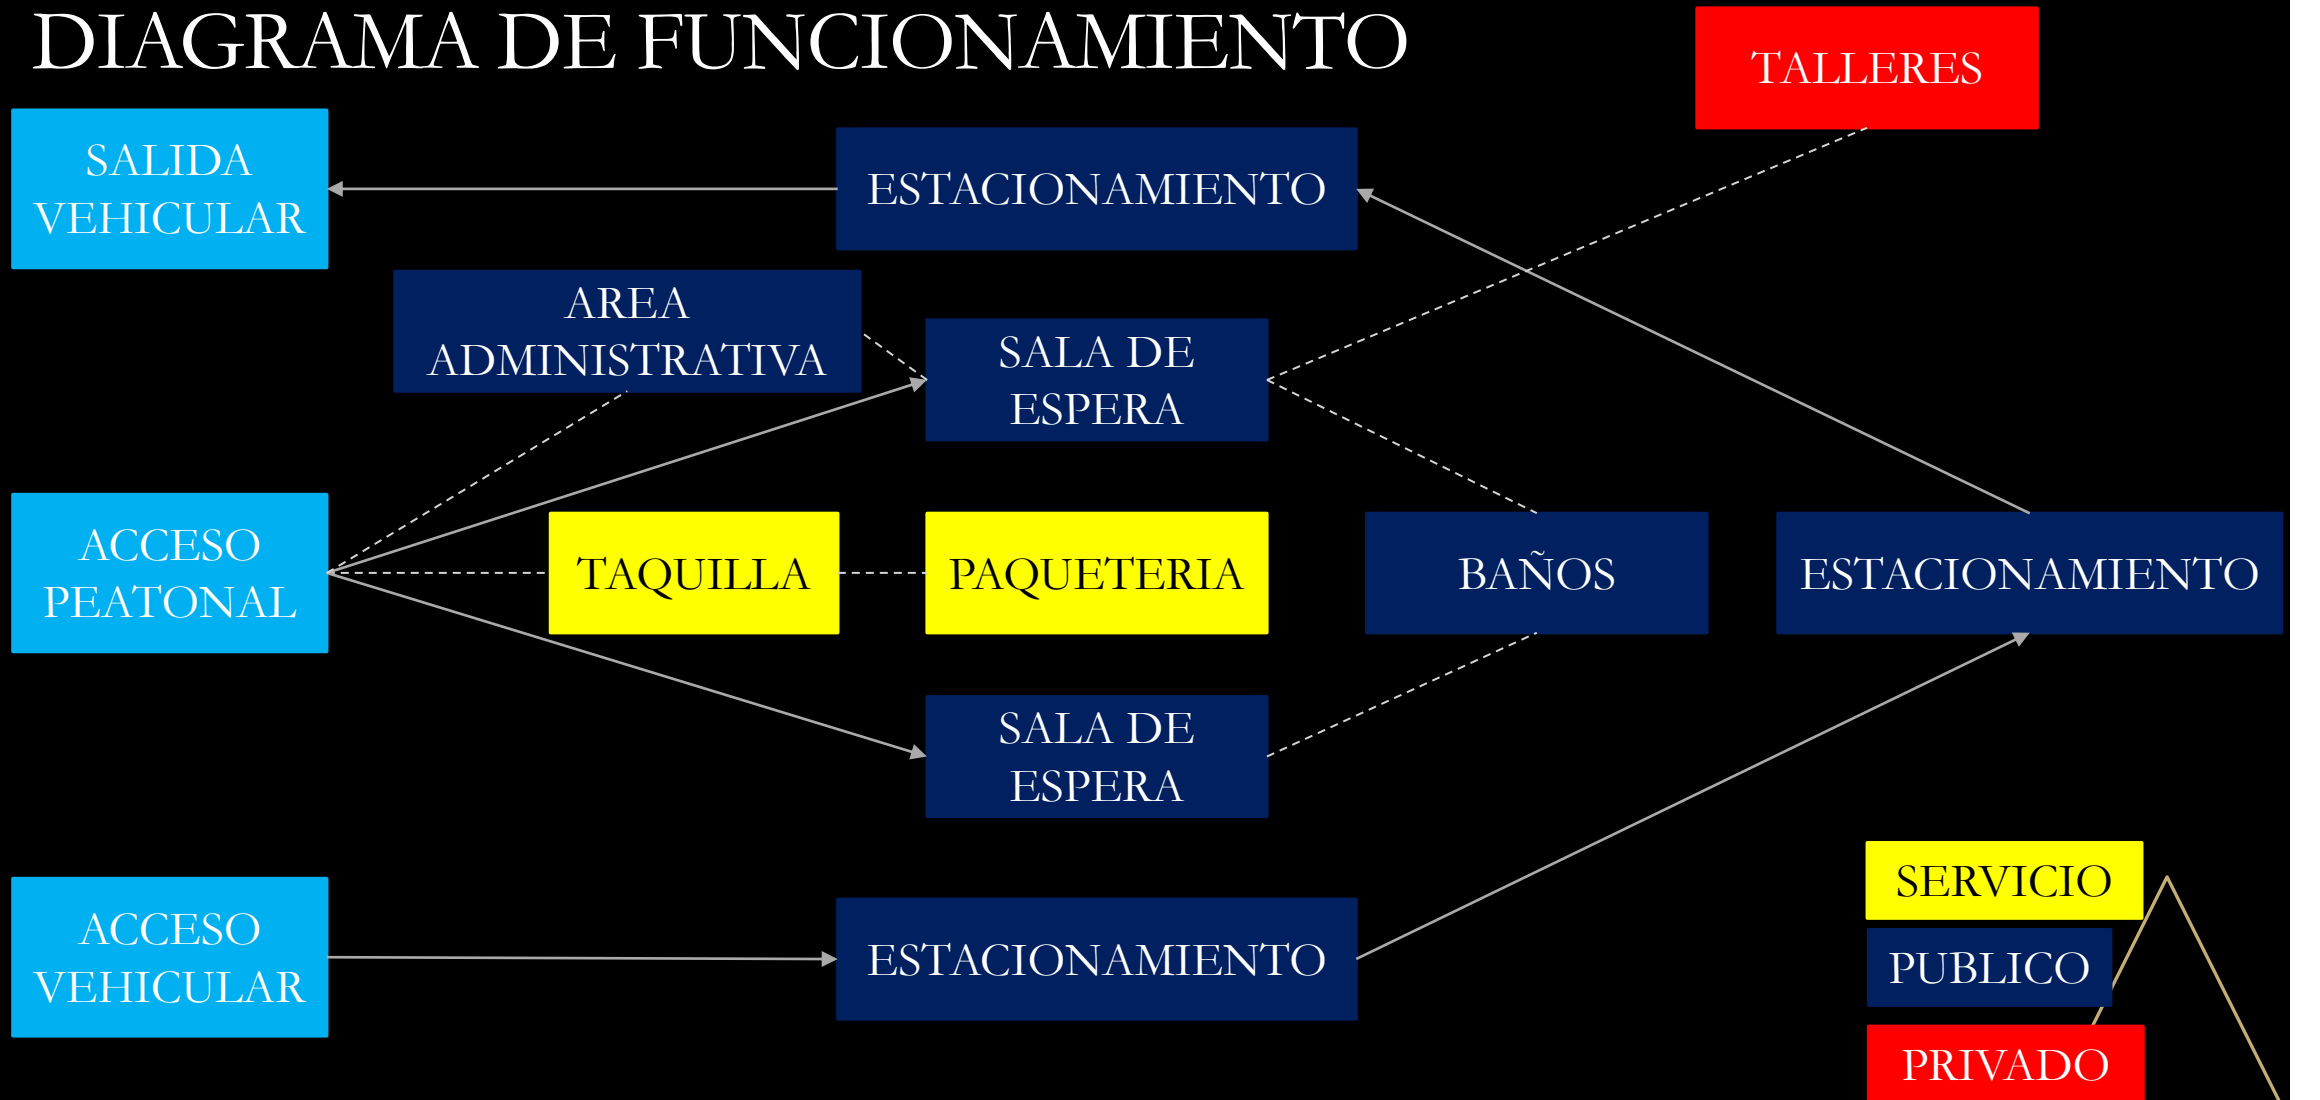 DIAGRAMA DE FUNCIONAMIENTO
TALLERES
SALIDA
VEHICULAR
ESTACIONAMIENTO
AREA
ADMINISTRATIVA
SALA DE
ESPERA
ACCESO
PEATONAL
TAQUILLA
PAQUETERIA
BAÑOS
ESTACIONAMIENTO
SALA DE
ESPERA
ACCESO
VEHICULAR
ESTACIONAMIENTO
SERVICIO
PUBLICO
PRIVADO